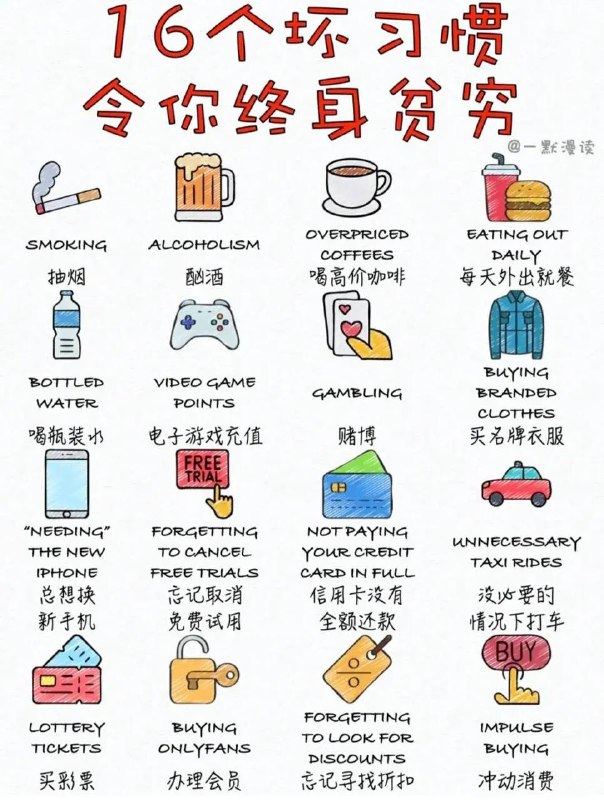 16个坏习惯
令你终身贫穷
@一默漫读
SMOKING
抽烟
ALCOHOLISM
酗酒
OVERPRICED
COFFEES
喝高价咖啡
EATING OUT
DAILY
每天外出就餐
BOTTLED
WATER
喝瓶装水
VIDEO GAME
POINTS
电子游戏充值
GAMBLING
赌博
BUYING
BRANDED
CLOTHES
买名牌衣服
"NEEDING"
THE NEW
IPHONE
总想换
新手机
FREE
TRIAL
FORGETTING
TO CANCEL
FREE TRIALS
忘记取消
免费试用
NOT PAYING
YOUR CREDIT
CARD IN FULL
信用卡没有
全额还款
UNNECESSARY
TAXI RIDES
没必要的
情况下打车
LOTTERY
TICKETS
买彩票
BUYING
ONLYFANS
办理会员
FORGETTING
TO LOOK FOR
DISCOUNTS
忘记寻找折扣
BUY
IMPULSE
BUYING
冲动消费